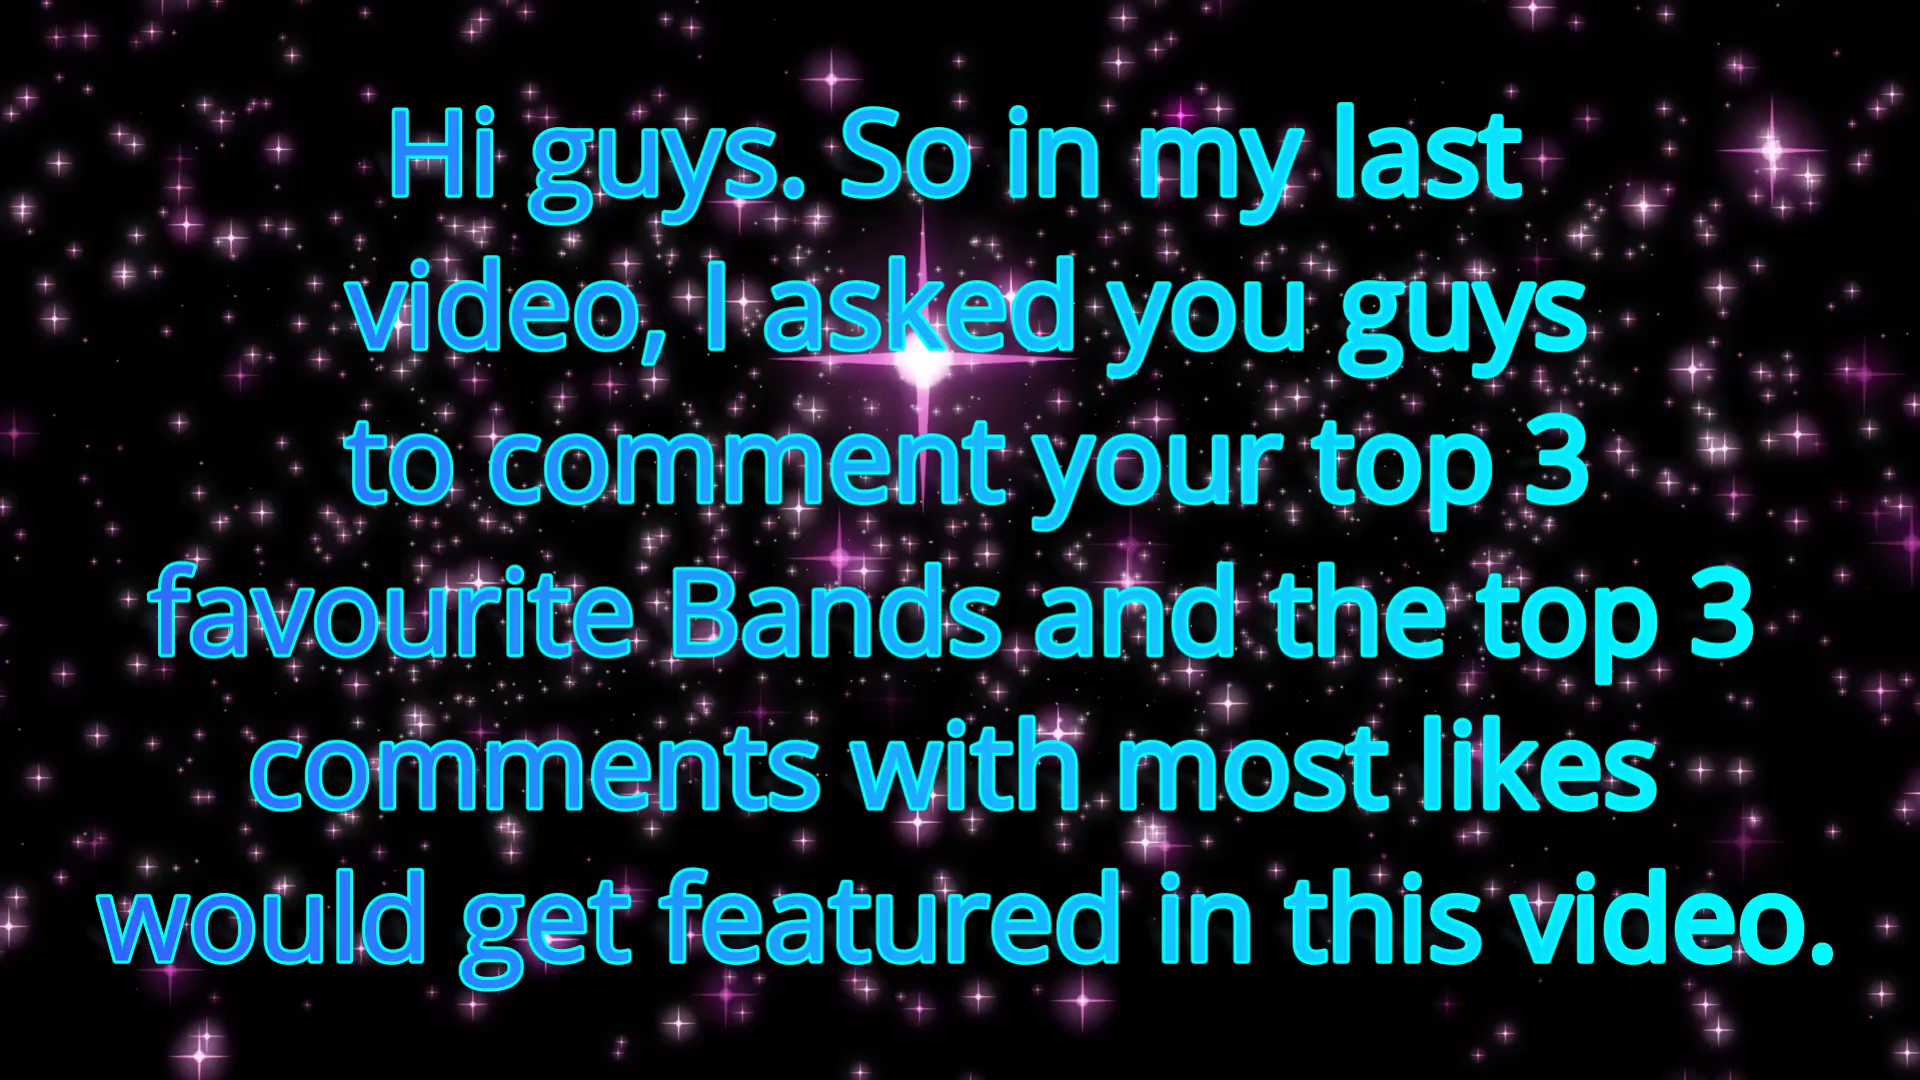 Hi guys. So in my last
video, I asked you guys
to comment your top 3
favourite Bands and the top 3
comments with most likes
would get featured in this video.